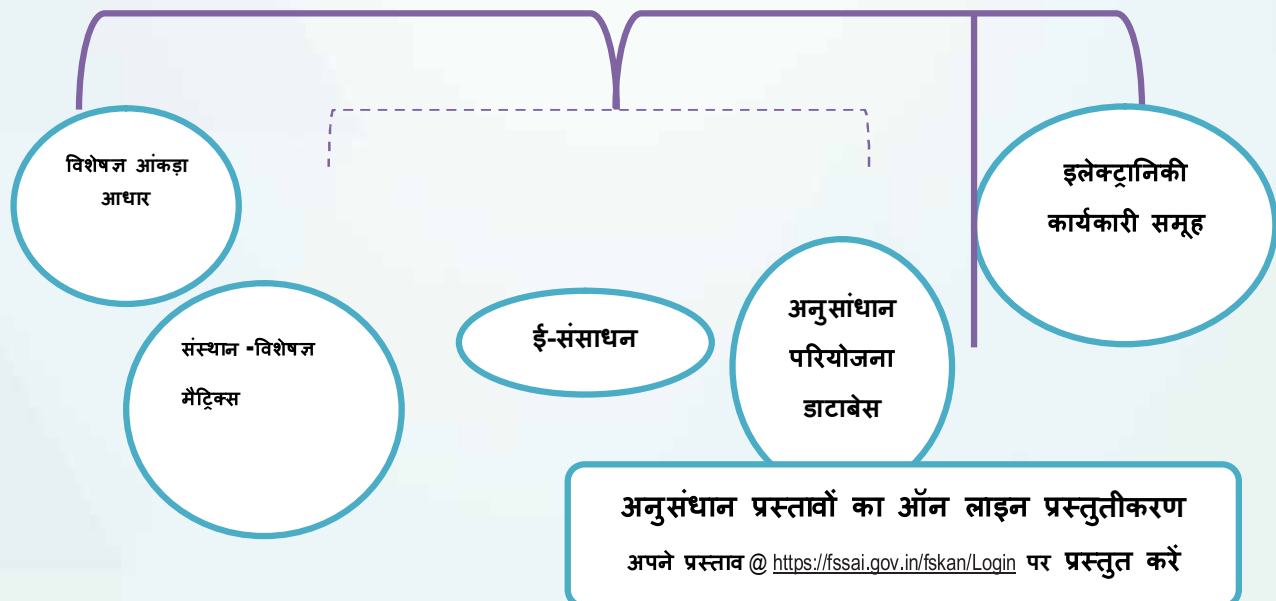 विशेषज्ञ आंकड़ा
आधार
इलेक्ट्रानिकी
कार्यकारी समूह
संस्थान -विशेषज्ञ
मैट्रिक्स
ई-संसाधन
अनुसांधान
परियोजना
डाटाबेस
अनुसंधान प्रस्तावों का ऑन लाइन प्रस्तुतीकरण
अपने प्रस्ताव @ https://fssai.gov.in/fskan/Login पर प्रस्तुत करें